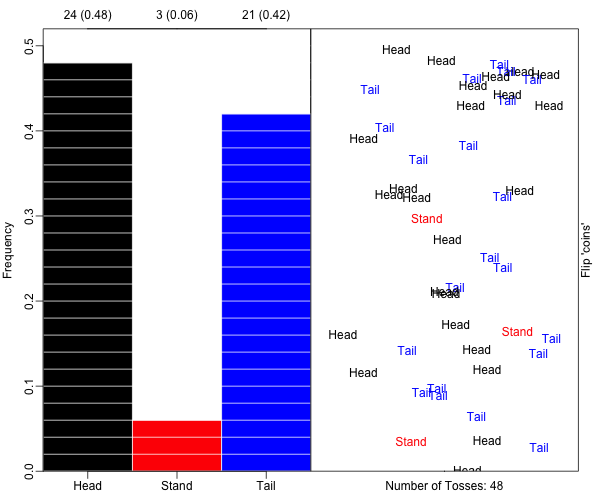 24 (0.48) 3 (0.06) 21 (0.42)
Frequency
0.5
0.4
0.3
0.2
0.1
0.0
Head Stand Tail
Head
Head
Tail
Tail Head
Head
Head
Tail
Tail
Head
Tail
Head
Tail
Head
Head
Tail
Head
Tail
Head
Tail
Head
Head
Head
Tail
Head
Stand
Head
Tail
Tail
Tail
Head
Head
Head
Stand
Head
Tail
Tail
Head
Tail
Head
Head
Tail
Tail
Tail
Tail
Stand
Head
Tail
Head
Flip 'coins'
Number of Tosses: 48